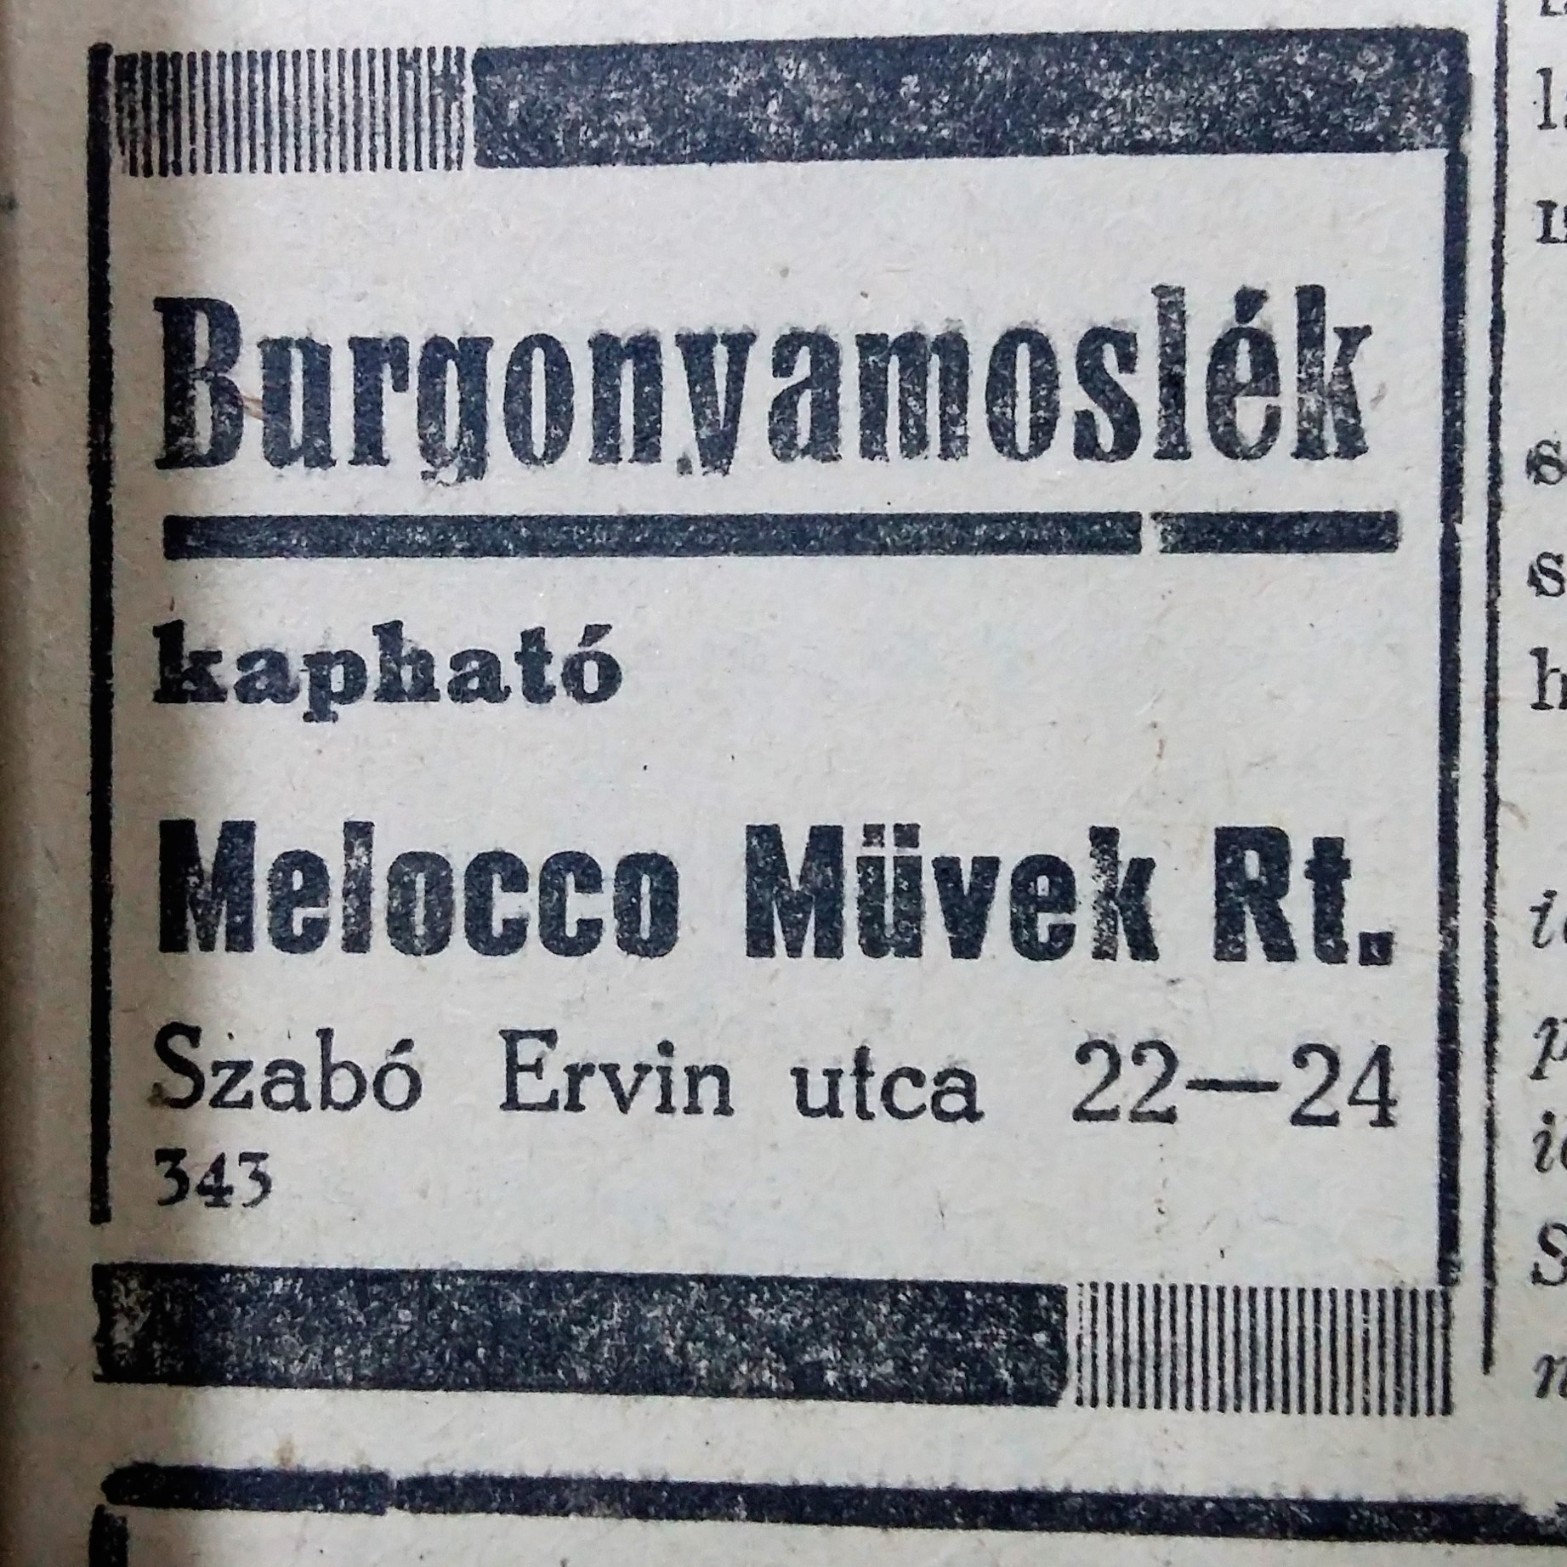 Burgonyamoslék
kapható
Melocco Müvek Rt.
Szabó Ervin utca 22—24
343